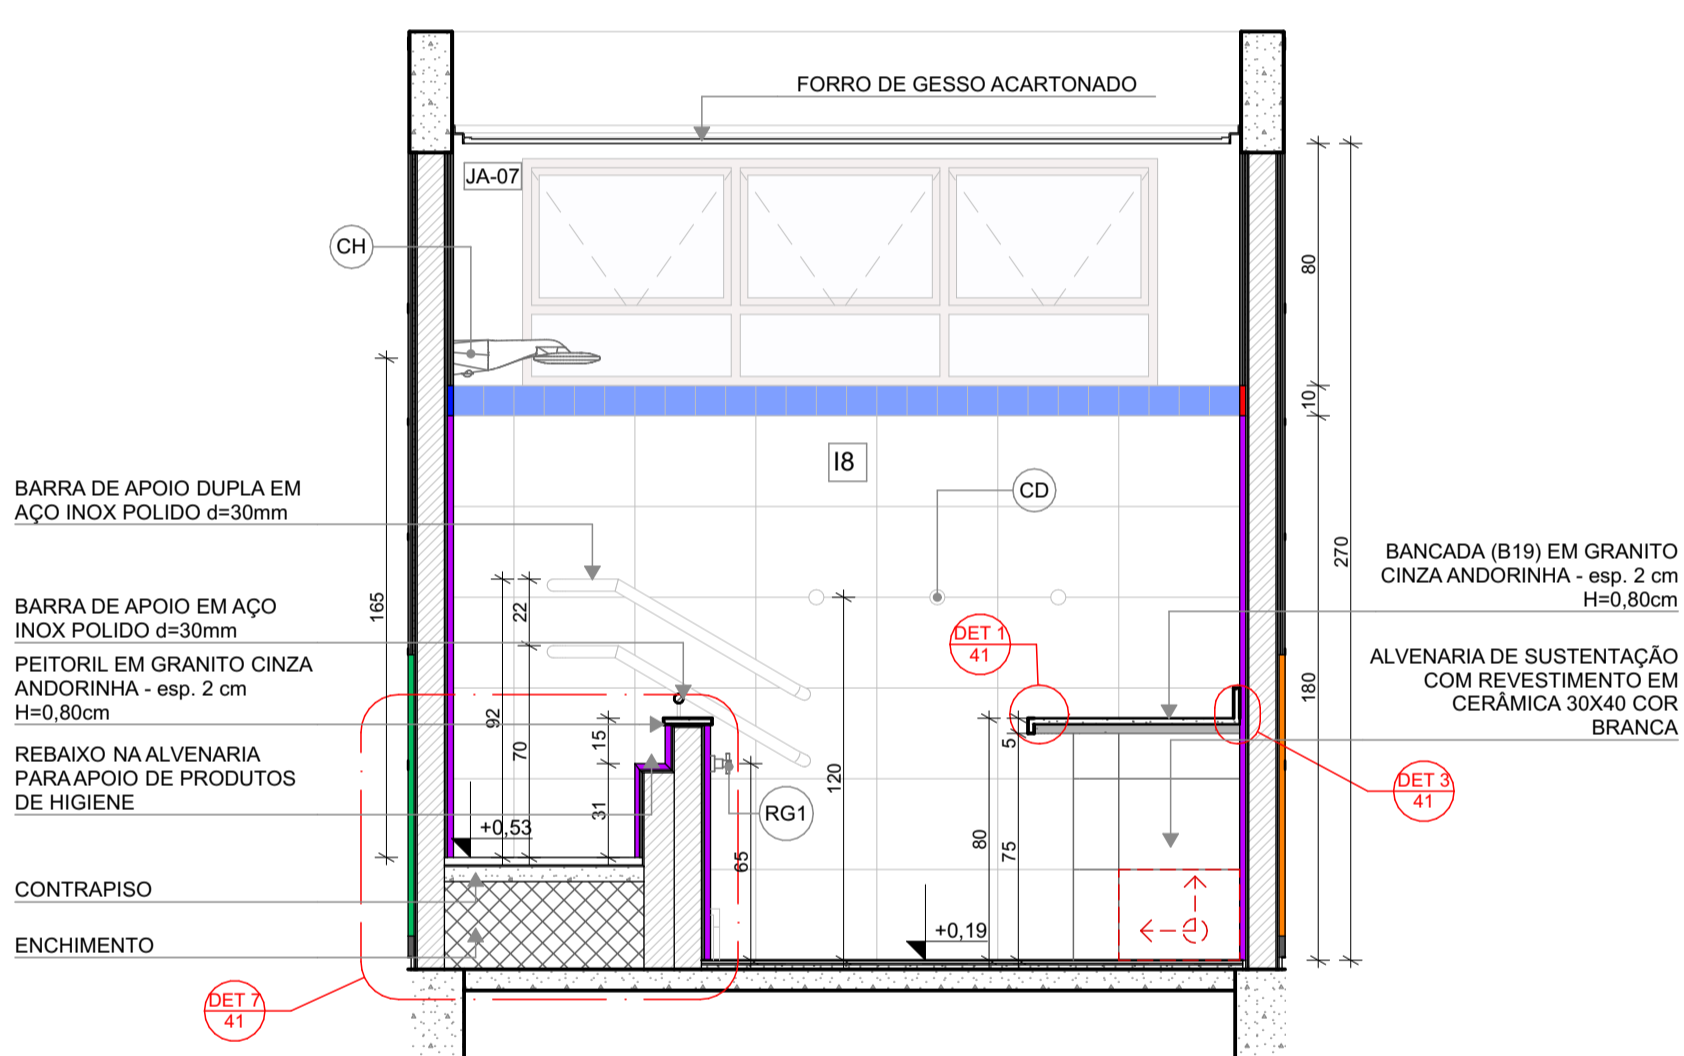 FORRO DE GESSO ACARTONADO
JA-07
CH
80
10
I8
CD
BARRA DE APOIO DUPLA EM
AÇO INOX POLIDO d=30mm
BARRA DE APOIO EM AÇO
INOX POLIDO d=30mm
PEITORIL EM GRANITO CINZA
ANDORINHA - esp. 2 cm
H=0,80cm
REBAIXO NA ALVENARIA
PARA APOIO DE PRODUTOS
DE HIGIENE
CONTRAPISO
ENCHIMENTO
165
22
92
70
15
31
+0,53
65
RG1
120
DET 1
41
5
80
75
+0,19
270
180
BANCADA (B19) EM GRANITO
CINZA ANDORINHA - esp. 2 cm
H=0,80cm
ALVENARIA DE SUSTENTAÇÃO
COM REVESTIMENTO EM
CERÂMICA 30X40 COR
BRANCA
DET 3
41
DET 7
41